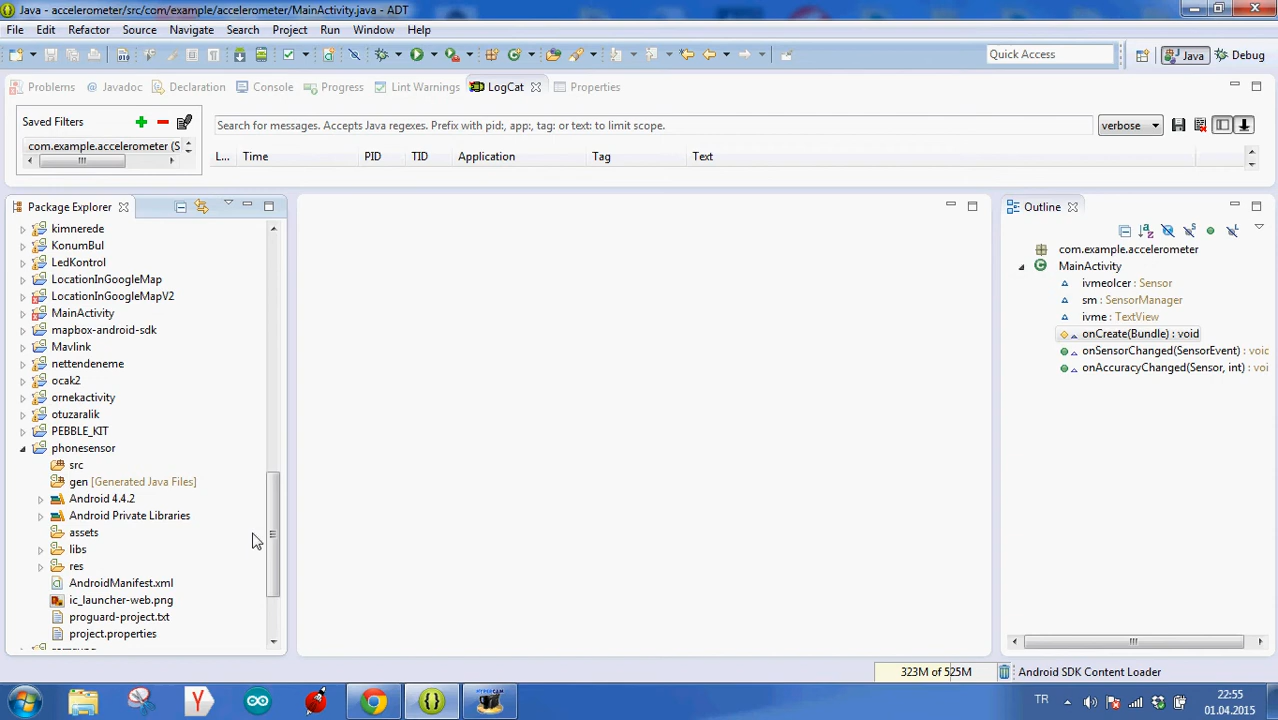 Java - accelerometer/src/com/example/accelerometer/MainActivity.java - ADT
File Edit Refactor Source Navigate Search Project Run Window Help
Quick Access
Java
Debug
Problems Javadoc Declaration Console Progress Lint Warnings LogCat Properties
Saved Filters
com.example.accelerometer (S
Search for messages. Accepts Java regexes. Prefix with pid:, app:, tag: or text: to limit scope.
verbose
L... Time PID TID Application Tag Text
Package Explorer
kimnerede
KonumBul
LedKontrol
LocationInGoogleMap
LocationInGoogleMapV2
MainActivity
mapbox-android-sdk
Mavlink
nettendeneme
ocak2
ornekactivity
otuzaralik
PEBBLE_KIT
phonesensor
src
gen [Generated Java Files]
Android 4.4.2
Android Private Libraries
assets
libs
res
AndroidManifest.xml
ic_launcher-web.png
proguard-project.txt
project.properties
Outline
com.example.accelerometer
MainActivity
ivmeolcer : Sensor
sm : SensorManager
ivme : TextView
onCreate(Bundle) : void
onSensorChanged(SensorEvent) : voic
onAccuracyChanged(Sensor, int) : voic
323M of 525M
Android SDK Content Loader
HYPERCAM
TR
22:55
01.04.2015